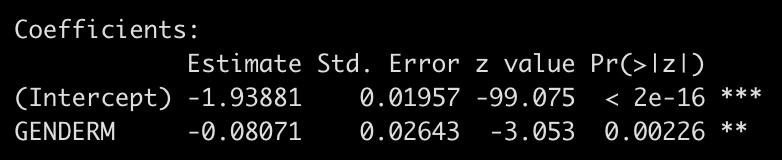 Coefficients:
Estimate Std. Error z value Pr(>|z|)
(Intercept) -1.93881 0.01957 -99.075 < 2e-16 ***
GENDERM -0.08071 0.02643 -3.053 0.00226 **